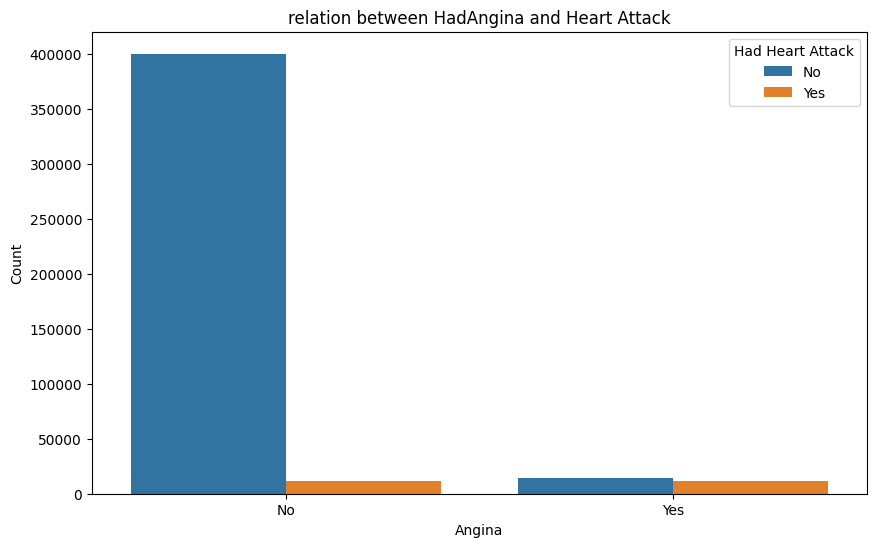 relation between HadAngina and Heart Attack
Had Heart Attack
No
Yes
400000
350000
300000
250000
200000
150000
100000
50000
0
Count
No
Yes
Angina